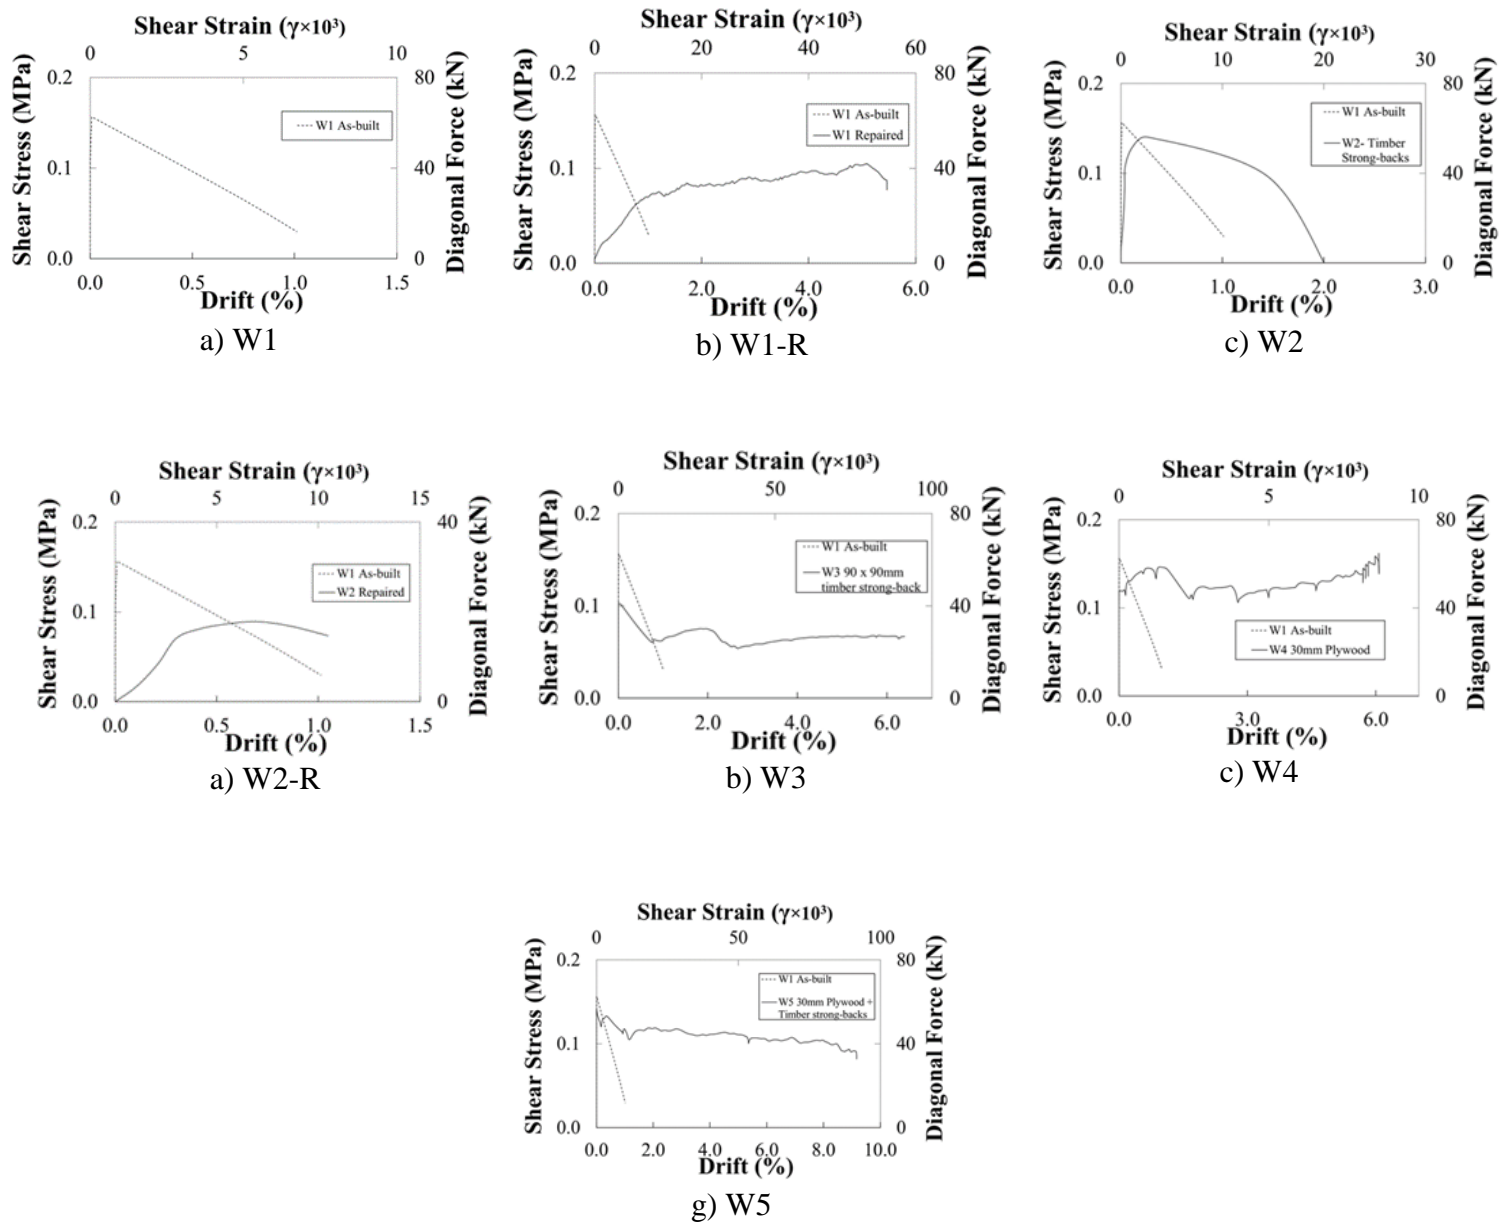 Shear Strain (γ×10³)
0 5 10
Shear Stress (MPa)
0.2
0.1
0.0
W1 As-built
80
40
0
Diagonal Force (kN)
0.0 0.5 1.0 1.5
Drift (%)
a) W1
Shear Strain (γ×10³)
0 20 40 60
Shear Stress (MPa)
0.2
0.1
0.0
W1 As-built
W1 Repaired
80
40
0
Diagonal Force (kN)
0.0 2.0 4.0 6.0
Drift (%)
b) W1-R
Shear Strain (γ×10³)
0 10 20 30
Shear Stress (MPa)
0.2
0.1
0.0
W1 As-built
W2- Timber
Strong-backs
80
40
0
Diagonal Force (kN)
0.0 1.0 2.0 3.0
Drift (%)
c) W2
Shear Strain (γ×10³)
0 5 10 15
Shear Stress (MPa)
0.2
0.1
0.0
W1 As-built
W2 Repaired
40
0
Diagonal Force (kN)
0.0 0.5 1.0 1.5
Drift (%)
a) W2-R
Shear Strain (γ×10³)
0 50 100
Shear Stress (MPa)
0.2
0.1
0.0
W1 As-built
W3 90 x 90mm
timber strong-back
80
40
0
Diagonal Force (kN)
0.0 2.0 4.0 6.0
Drift (%)
b) W3
Shear Strain (γ×10³)
0 5 10
Shear Stress (MPa)
0.2
0.1
0.0
W1 As-built
W4 30mm Plywood
80
40
0
Diagonal Force (kN)
0.0 3.0 6.0
Drift (%)
c) W4
Shear Strain (γ×10³)
0 50 100
Shear Stress (MPa)
0.2
0.1
0.0
W1 As-built
W5 30mm Plywood +
Timber strong-backs
80
40
0
Diagonal Force (kN)
0.0 2.0 4.0 6.0 8.0 10.0
Drift (%)
g) W5